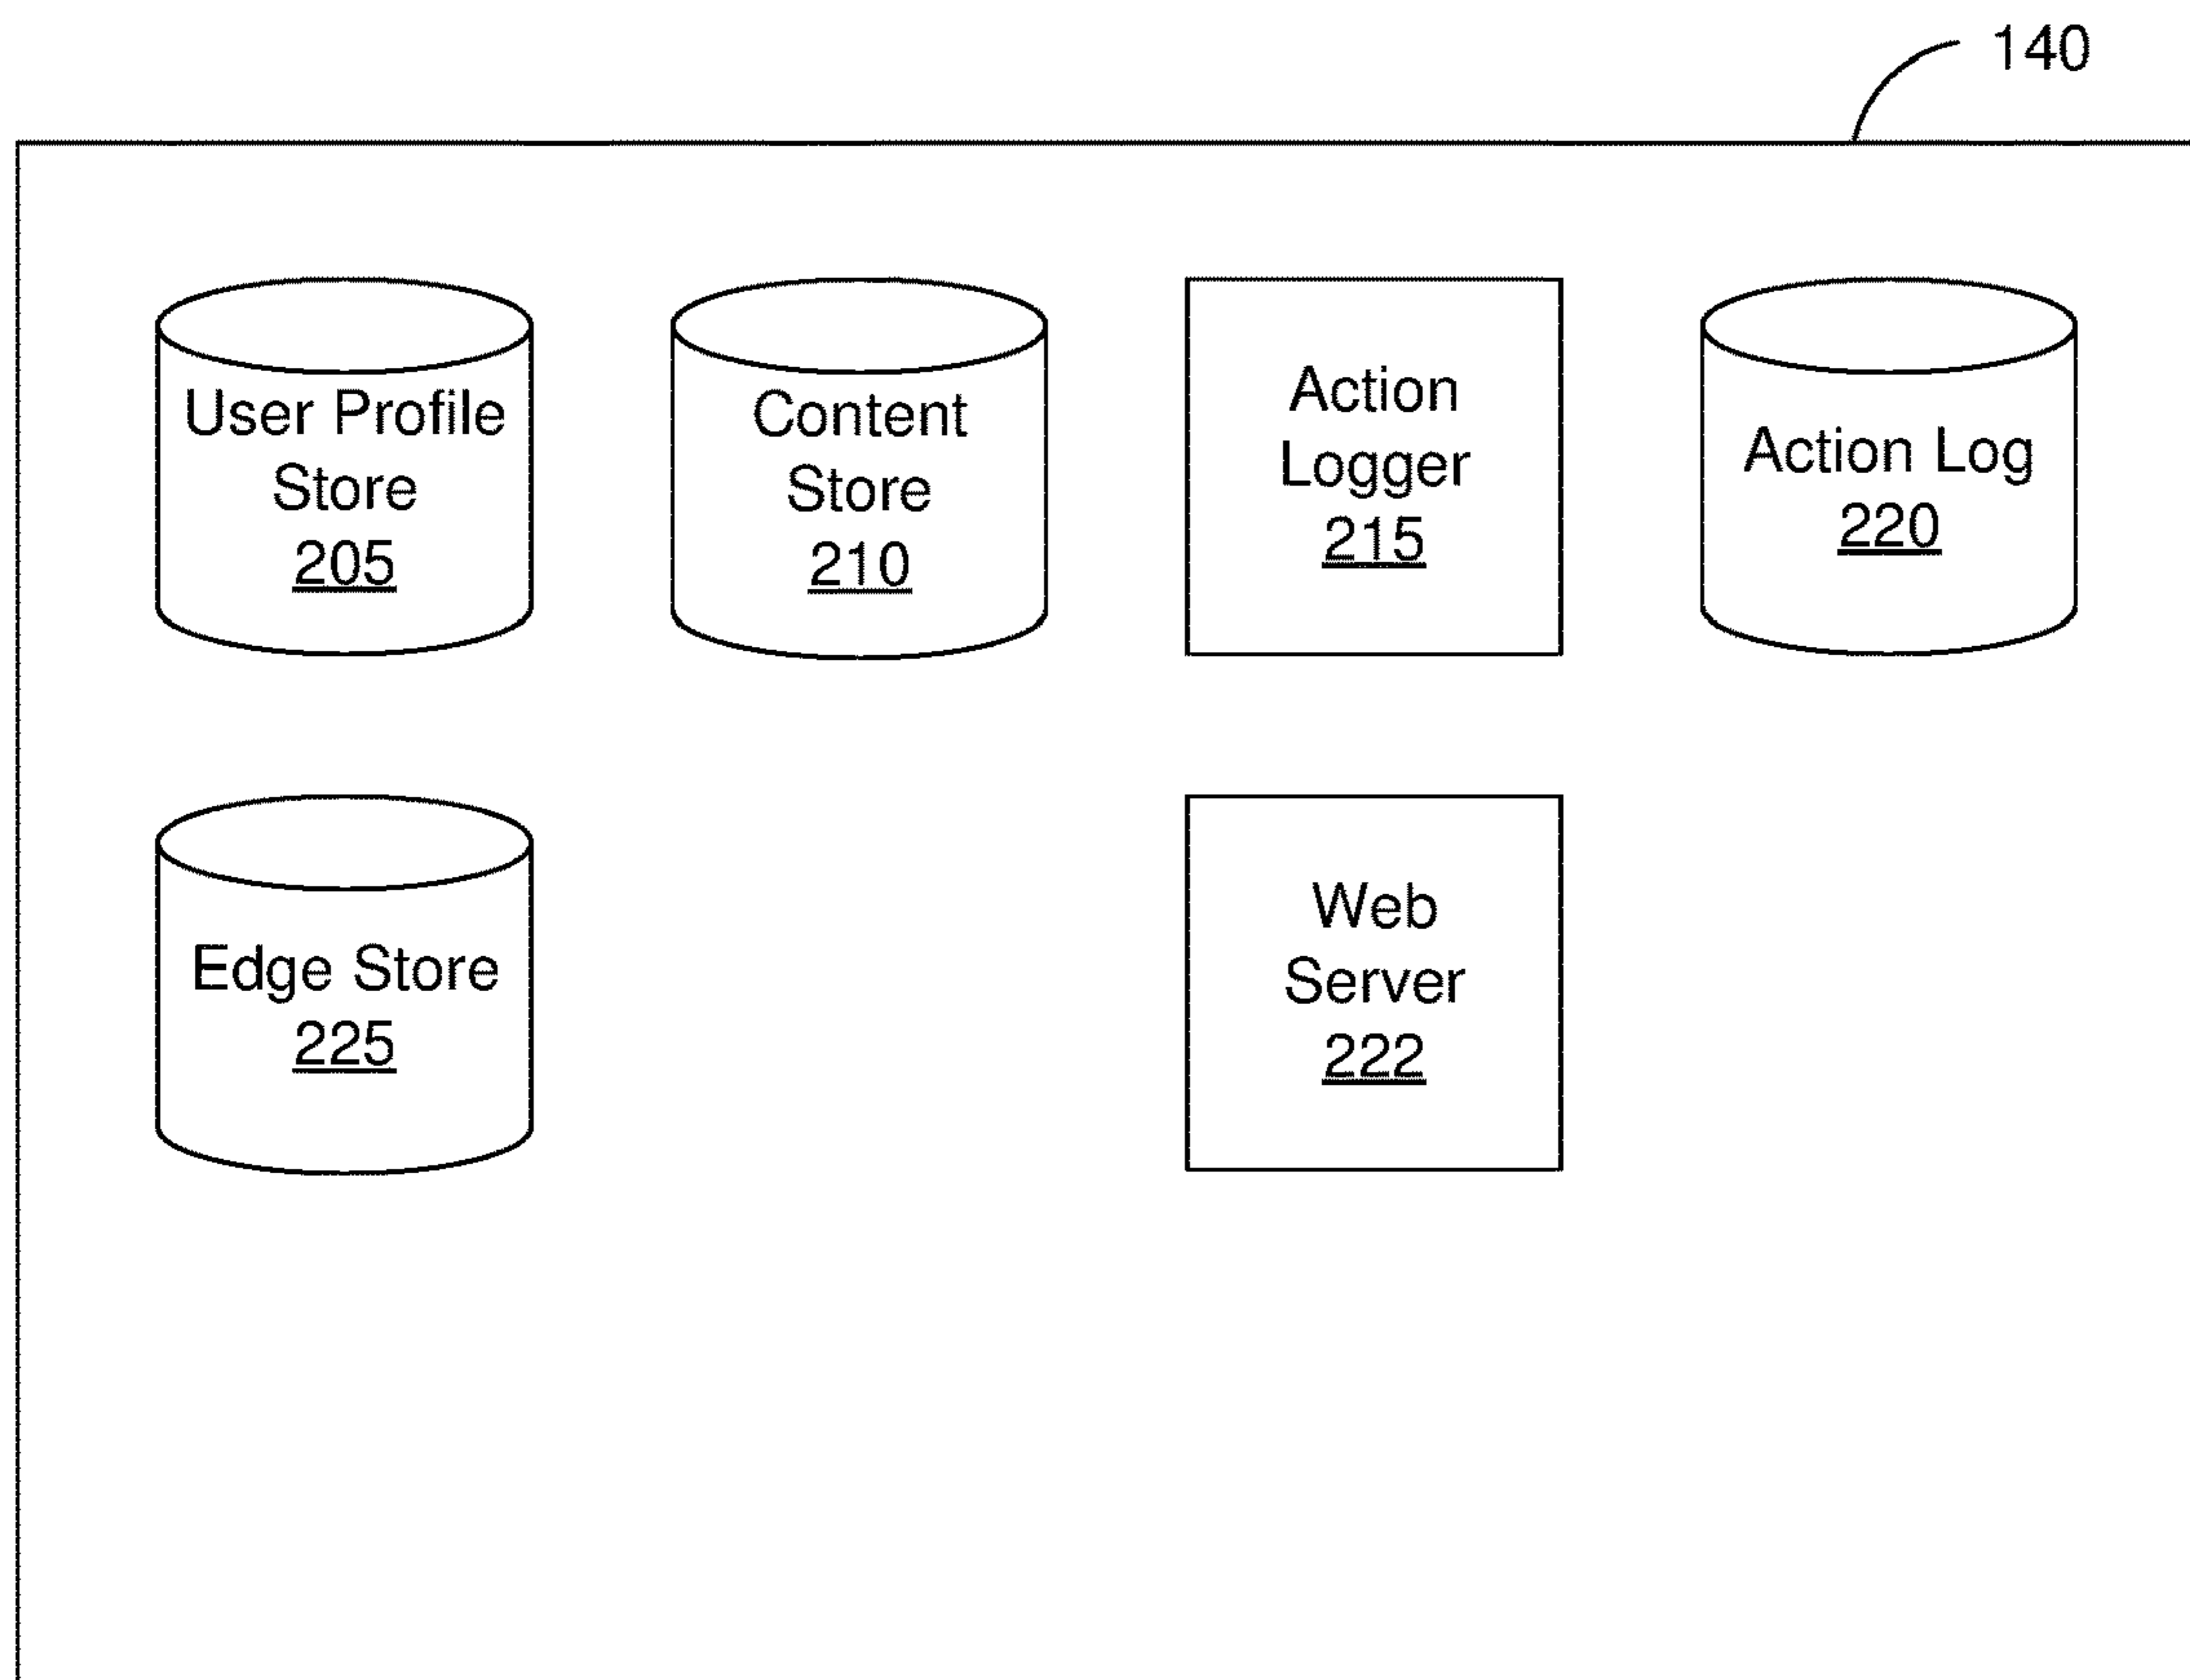 140
User Profile
Store
205
Content
Store
210
Action
Logger
215
Action Log
220
Edge Store
225
Web
Server
222